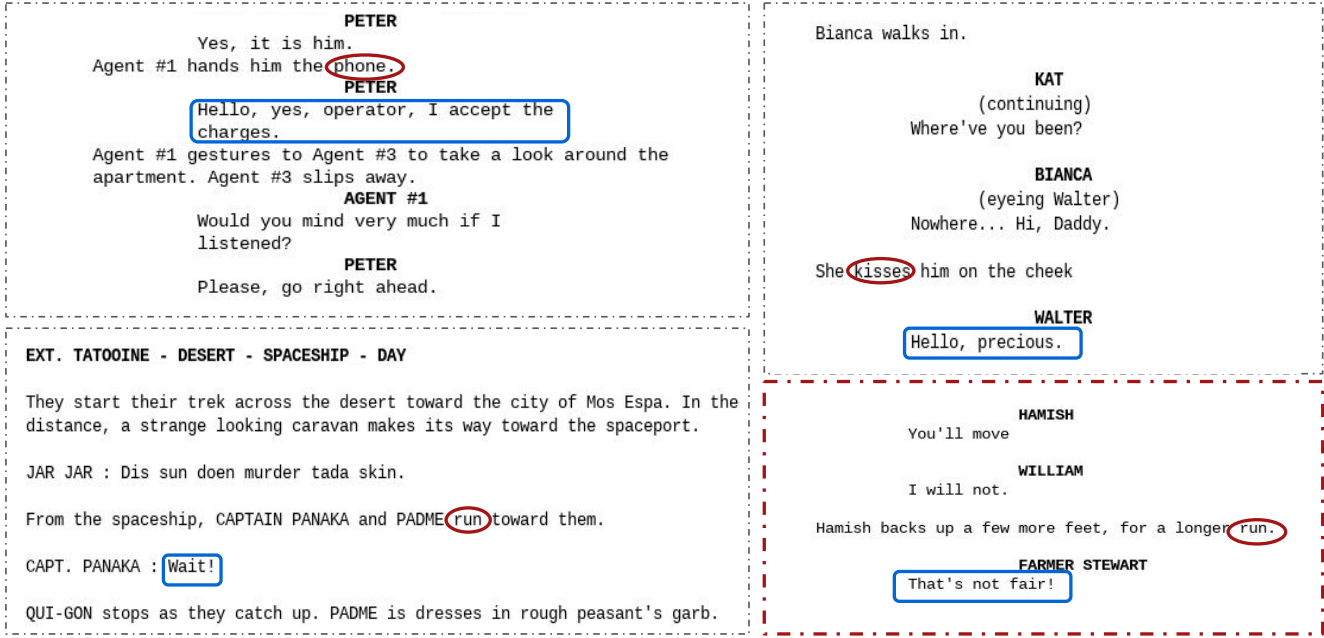 PETER
Yes, it is him.
Agent #1 hands him the phone.
PETER
Hello, yes, operator, I accept the
charges.
Agent #1 gestures to Agent #3 to take a look around the
apartment. Agent #3 slips away.
AGENT #1
Would you mind very much if I
listened?
PETER
Please, go right ahead.
EXT. TATOOINE - DESERT - SPACESHIP - DAY
They start their trek across the desert toward the city of Mos Espa. In the
distance, a strange looking caravan makes its way toward the spaceport.
JAR JAR : Dis sun doen murder tada skin.
From the spaceship, CAPTAIN PANAKA and PADME run toward them.
CAPT. PANAKA : Wait!
QUI-GON stops as they catch up. PADME is dresses in rough peasant's garb.
Bianca walks in.
KAT
(continuing)
Where've you been?
BIANCA
(eyeing Walter)
Nowhere... Hi, Daddy.
She kisses him on the cheek
WALTER
Hello, precious.
HAMISH
You'll move
WILLIAM
I will not.
Hamish backs up a few more feet, for a longer run.
FARMER STEWART
That's not fair!